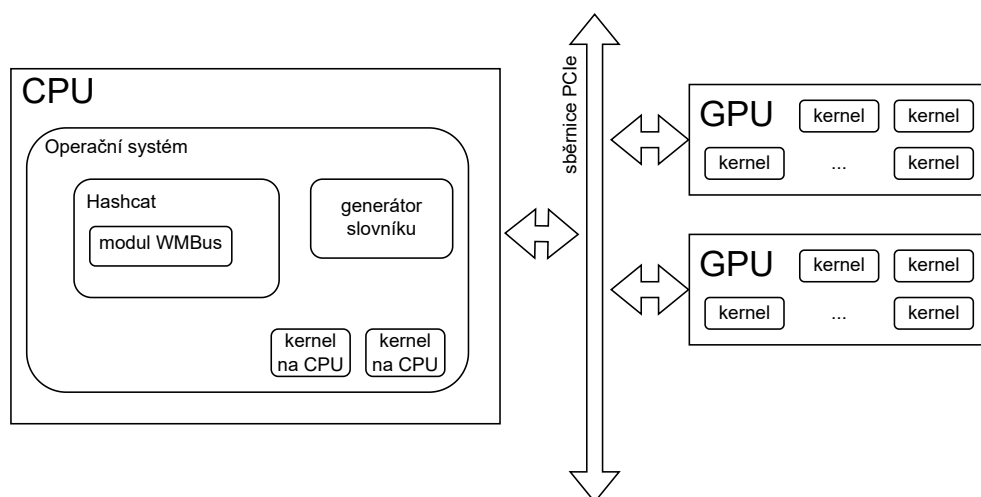 CPU
Operační systém
Hashcat
modul WMBus
generátor
slovníku
kernel
na CPU
kernel
na CPU
sběrnice PCIe
GPU
kernel
kernel
kernel
...
kernel
GPU
kernel
kernel
kernel
...
kernel